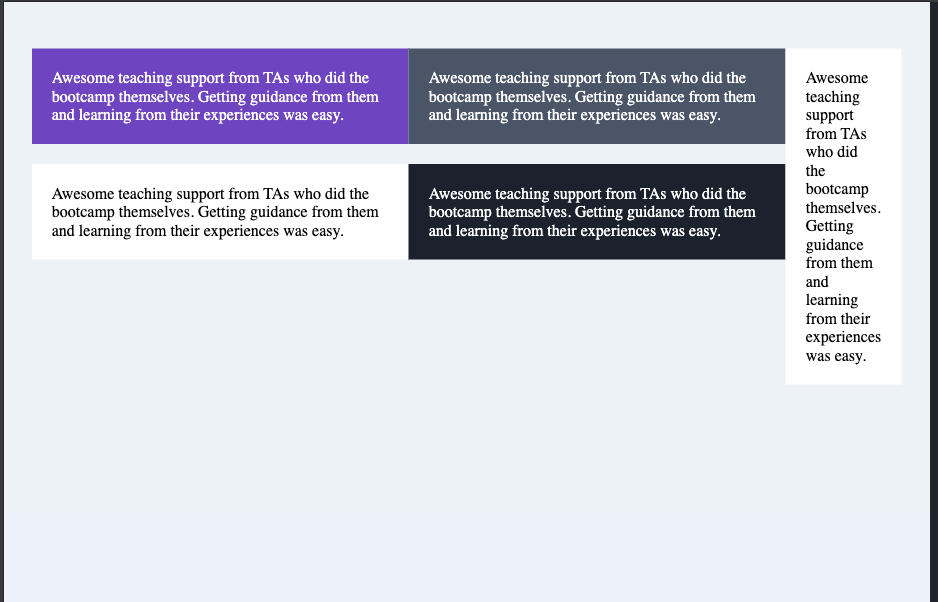 Awesome teaching support from TAs who did the
bootcamp themselves. Getting guidance from them
and learning from their experiences was easy.
Awesome teaching support from TAs who did the
bootcamp themselves. Getting guidance from them
and learning from their experiences was easy.
Awesome teaching support from TAs who did the
bootcamp themselves. Getting guidance from them
and learning from their experiences was easy.
Awesome teaching support from TAs who did the
bootcamp themselves. Getting guidance from them
and learning from their experiences was easy.
Awesome
teaching
support
from TAs
who did
the
bootcamp
themselves.
Getting
guidance
from them
and
learning
from their
experiences
was easy.